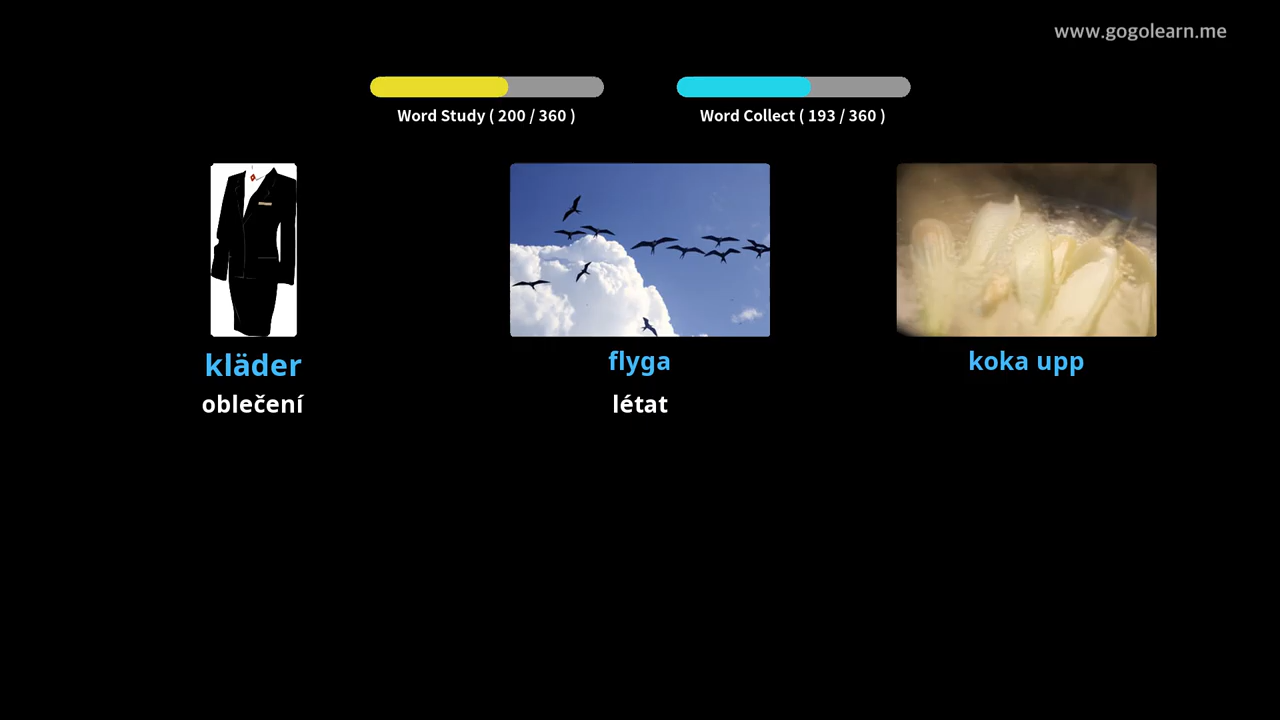 www.gogolearn.me
Word Study ( 200 / 360 )
Word Collect ( 193 / 360 )
kläder
flyga
koka upp
oblečení
létat